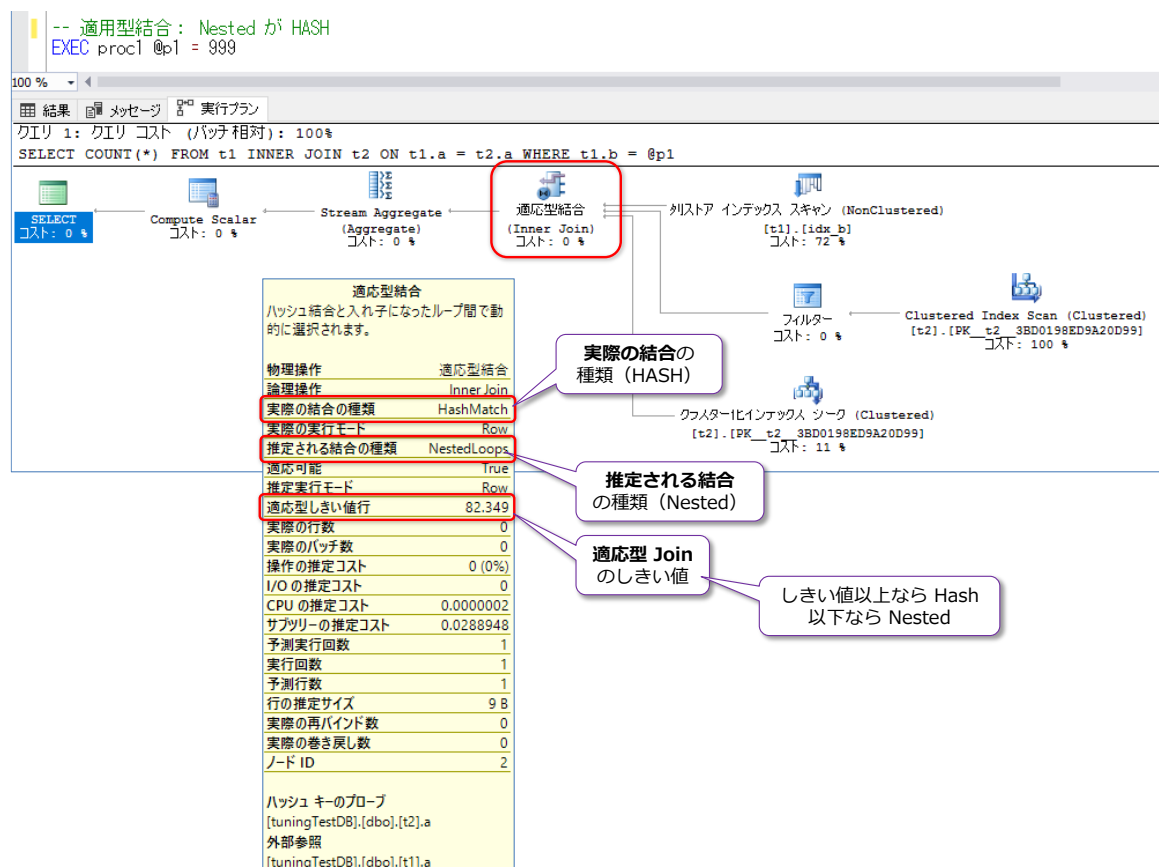 -- 適用型結合： Nested が HASH
EXEC proc1 @p1 = 999
100 %
結果 メッセージ 実行プラン
クエリ 1: クエリ コスト (バッチ相対): 100%
SELECT COUNT(*) FROM t1 INNER JOIN t2 ON t1.a = t2.a WHERE t1.b = @p1
SELECT
コスト: 0 %
Compute Scalar
コスト: 0 %
Stream Aggregate
(Aggregate)
コスト: 0 %
適応型結合
(Inner Join)
コスト: 0 %
列ストア インデックス スキャン (NonClustered)
[t1].[idx_b]
コスト: 72 %
フィルター
コスト: 0 %
Clustered Index Scan (Clustered)
[t2].[PK__t2__3BD0198ED9A20D99]
コスト: 100 %
クラスター化インデックス シーク (Clustered)
[t2].[PK__t2__3BD0198ED9A20D99]
コスト: 11 %
適応型結合
ハッシュ結合と入れ子になったループ間で動
的に選択されます。
物理操作 適応型結合
論理操作 Inner Join
実際の結合の種類 HashMatch
実際の実行モード Row
推定される結合の種類 NestedLoops
適応可能 True
推定実行モード Row
適応型しきい値行 82.349
実際の行数 0
実際のバッチ数 0
操作の推定コスト 0 (0%)
I/O の推定コスト 0
CPU の推定コスト 0.0000002
サブツリーの推定コスト 0.0288948
予測実行回数 1
実行回数 1
予測行数 1
行の推定サイズ 9 B
実際の再バインド数 0
実際の巻き戻し数 0
ノード ID 2
ハッシュ キーのプローブ
[tuningTestDB].[dbo].[t2].a
外部参照
[tuningTestDB].[dbo].[t1].a
実際の結合の
種類（HASH）
推定される結合
の種類（Nested）
適応型 Join
のしきい値
しきい値以上なら Hash
以下なら Nested